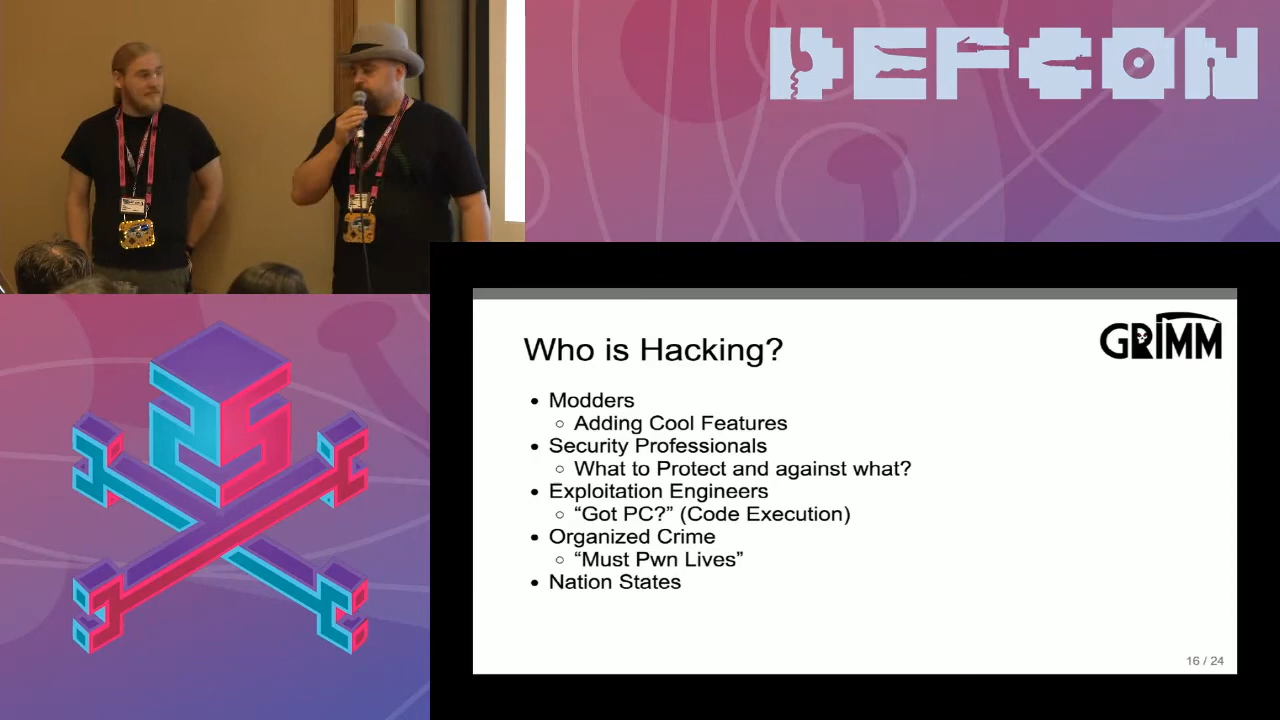 DEFCON
GRIMM
Who is Hacking?
• Modders
○ Adding Cool Features
• Security Professionals
○ What to Protect and against what?
• Exploitation Engineers
○ “Got PC?” (Code Execution)
• Organized Crime
○ “Must Pwn Lives”
• Nation States
16 / 24